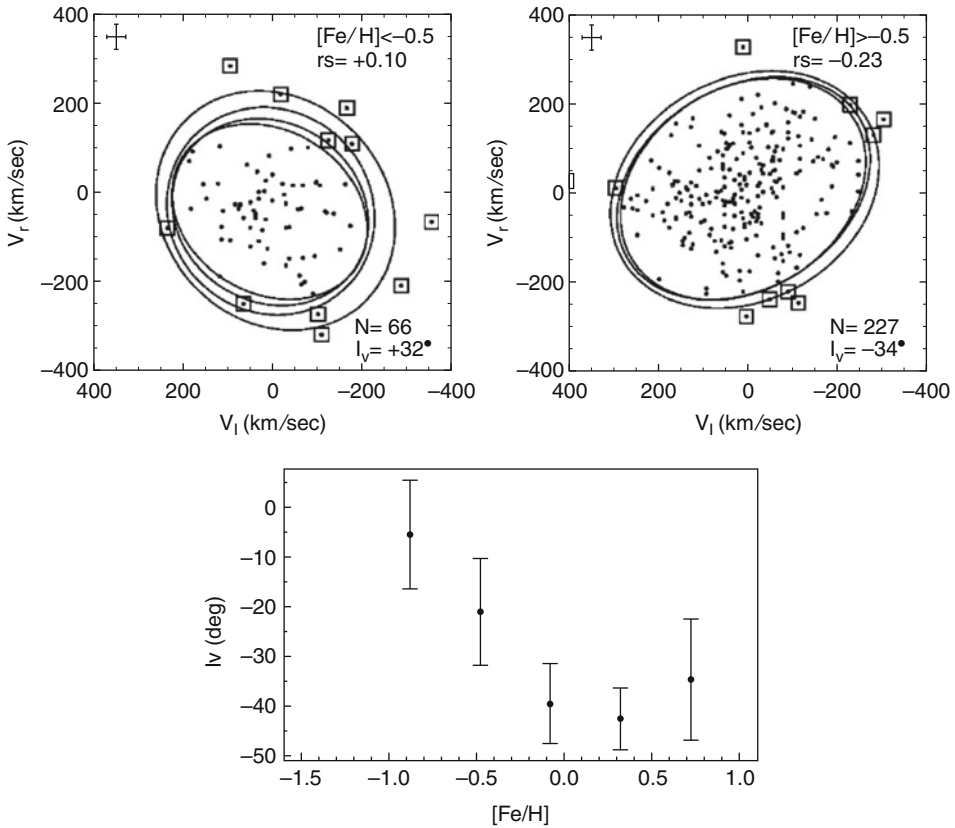 [Fe/H]<−0.5
rs= +0.10
400
200
0
−200
−400
V_r (km/sec)
N= 66
l_v= +32•
400 200 0 −200 −400
V_l (km/sec)
[Fe/H]>−0.5
rs= −0.23
400
200
0
−200
−400
V_r (km/sec)
N= 227
l_v= −34•
400 200 0 −200 −400
V_l (km/sec)
0
−10
−20
−30
−40
−50
lv (deg)
−1.5 −1.0 −0.5 0.0 0.5 1.0
[Fe/H]